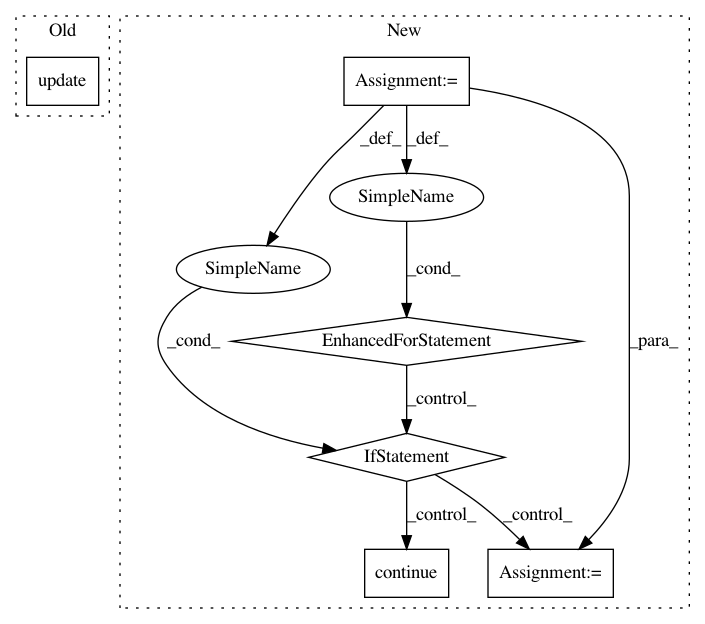 Old
New
update
Assignment:=
_def_
_def_
SimpleName
SimpleName
_cond_
_cond_
EnhancedForStatement
_para_
_control_
IfStatement
_control_
_control_
continue
Assignment:=